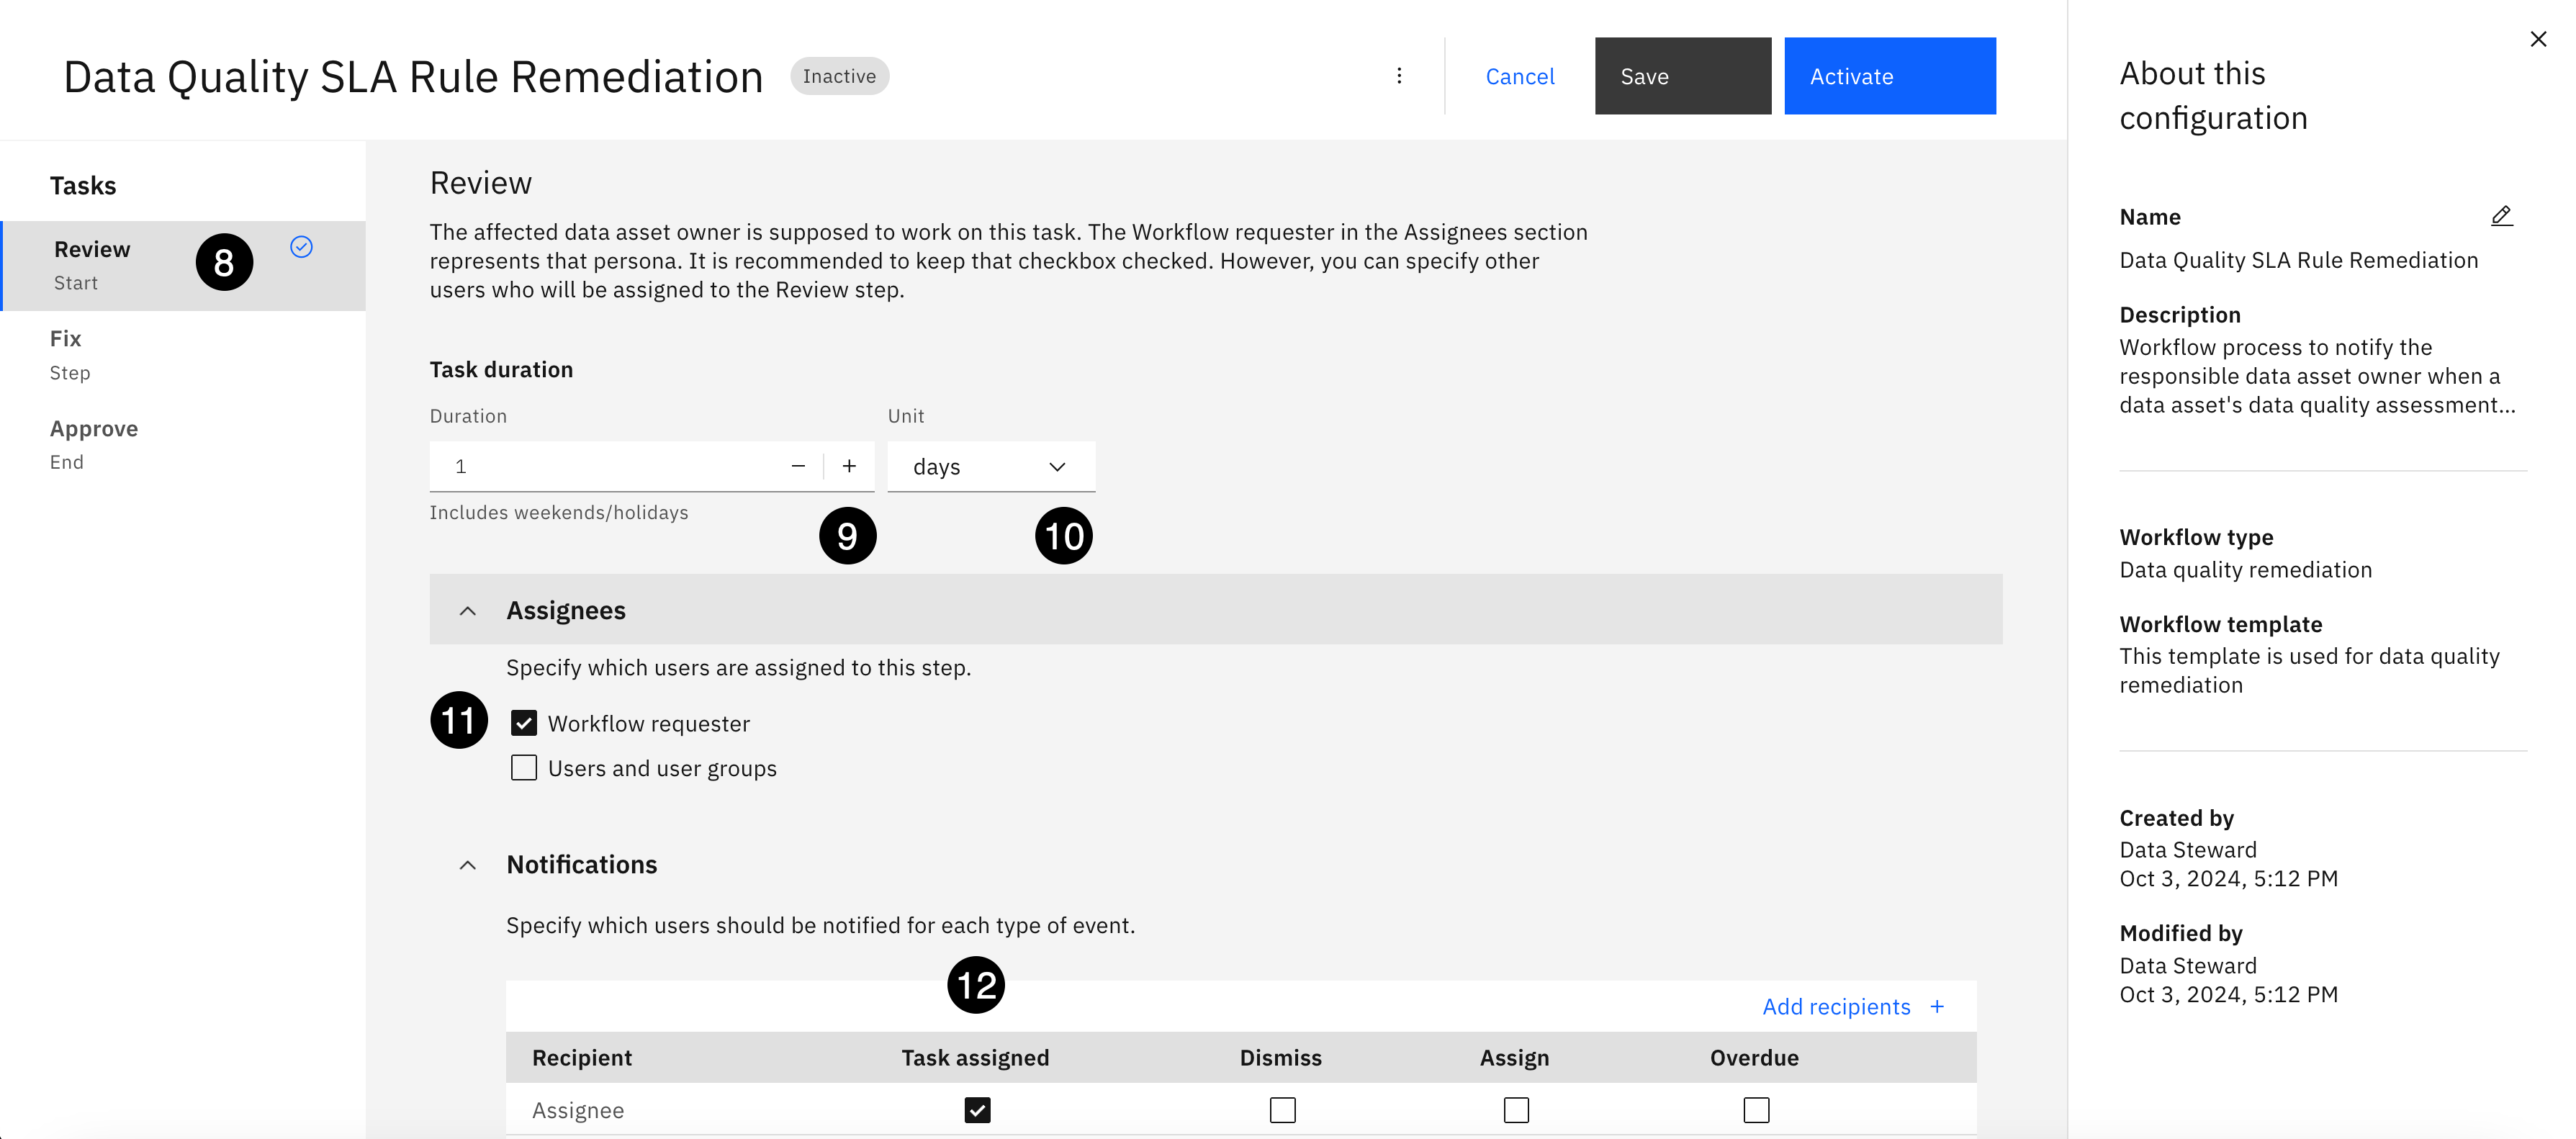 Data Quality SLA Rule Remediation
Inactive
Cancel
Save
Activate
Tasks
Review
Start
8
Fix
Step
Approve
End
Review
The affected data asset owner is supposed to work on this task. The Workflow requester in the Assignees section
represents that persona. It is recommended to keep that checkbox checked. However, you can specify other
users who will be assigned to the Review step.
Task duration
Duration
Unit
1
days
Includes weekends/holidays
9
10
Assignees
Specify which users are assigned to this step.
11
Workflow requester
Users and user groups
Notifications
Specify which users should be notified for each type of event.
12
Add recipients +
Recipient Task assigned Dismiss Assign Overdue
Assignee
About this
configuration
Name
Data Quality SLA Rule Remediation
Description
Workflow process to notify the
responsible data asset owner when a
data asset's data quality assessment...
Workflow type
Data quality remediation
Workflow template
This template is used for data quality
remediation
Created by
Data Steward
Oct 3, 2024, 5:12 PM
Modified by
Data Steward
Oct 3, 2024, 5:12 PM